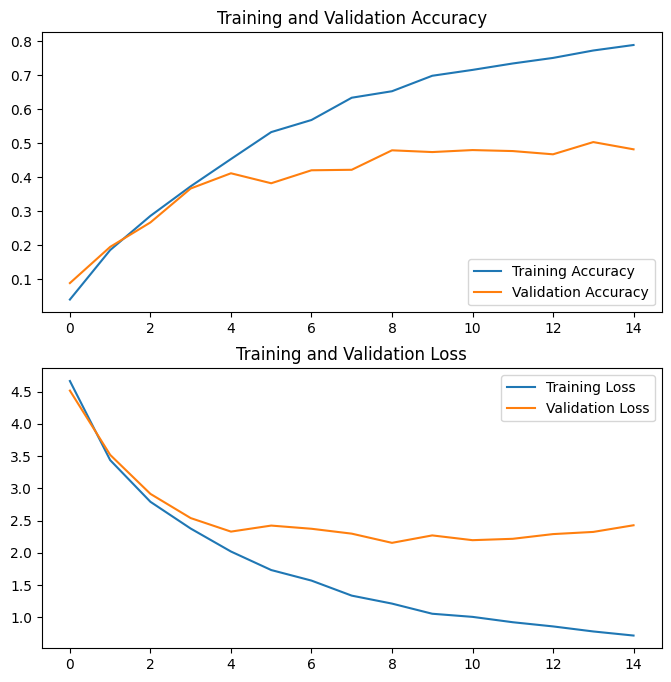 Training and Validation Accuracy
0.8
0.7
0.6
0.5
0.4
0.3
0.2
0.1
Training Accuracy
Validation Accuracy
0 2 4 6 8 10 12 14
Training and Validation Loss
4.5
4.0
3.5
3.0
2.5
2.0
1.5
1.0
Training Loss
Validation Loss
0 2 4 6 8 10 12 14